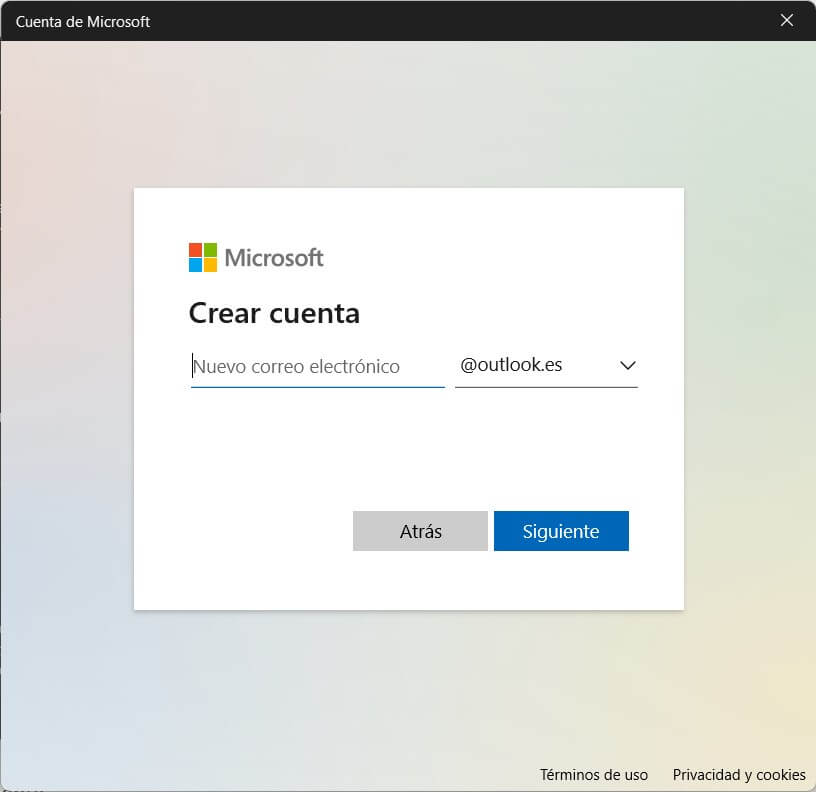 Cuenta de Microsoft
Microsoft
Crear cuenta
Nuevo correo electrónico @outlook.es
Atrás Siguiente
Términos de uso Privacidad y cookies